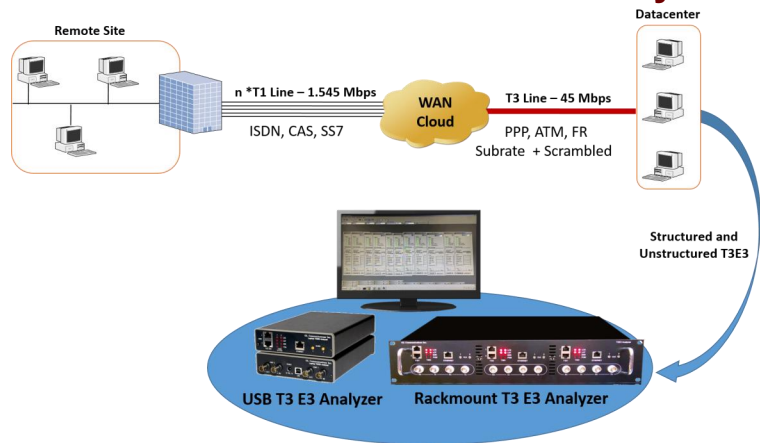 Datacenter
Remote Site
n *T1 Line – 1.545 Mbps
ISDN, CAS, SS7
WAN
Cloud
T3 Line – 45 Mbps
PPP, ATM, FR
Subrate + Scrambled
Structured and
Unstructured T3E3
USB T3 E3 Analyzer
Rackmount T3 E3 Analyzer